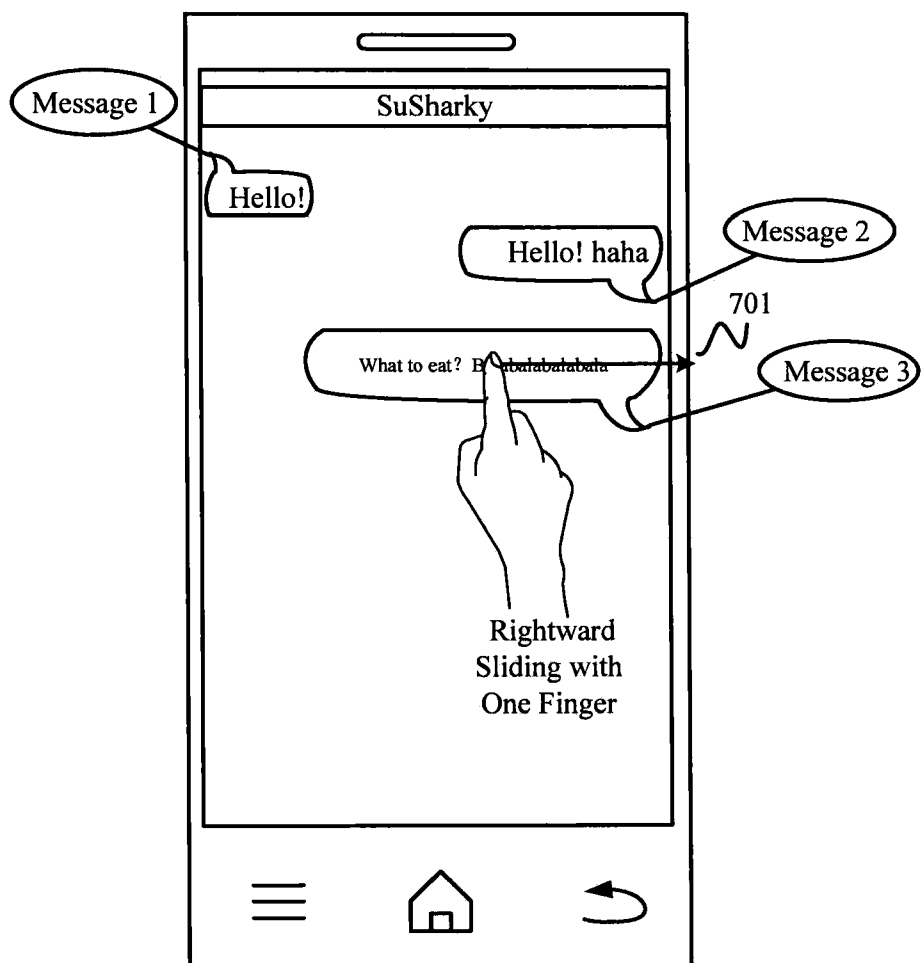 SuSharky
Message 1
Hello!
Hello! haha
Message 2
701
What to eat?
Message 3
Rightward
Sliding with
One Finger